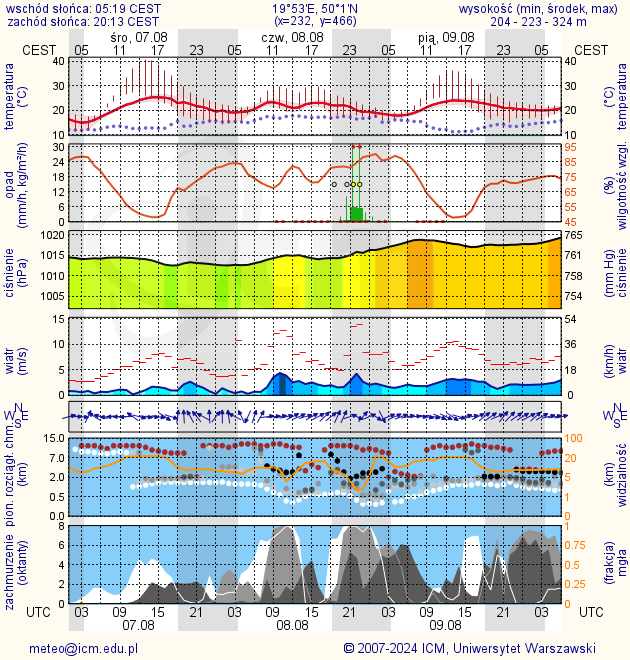 wschód słońca: 05:19 CEST 19°53'E, 50°1'N wysokość (min, środek, max)
zachód słońca: 20:13 CEST (x=232, y=466) 204 - 223 - 324 m
śro, 07.08 czw, 08.08 pią, 09.08
CEST 05 11 17 23 05 11 17 23 05 11 17 23 05 CEST
temperatura (°C) 40 30 20 10 40 30 20 10 (°C) temperatura
opad (mm/h, kg/m²/h) 30 24 18 12 6 0 95 85 75 65 55 45 (%) wilgotność wzgl.
ciśnienie (hPa) 1020 1015 1010 1005 765 761 758 754 (mm Hg) ciśnienie
wiatr (m/s) 15 10 5 0 54 36 18 0 (km/h) wiatr
N W E S N W E S
pion. rozciągł. chm. (km) 15.0 7.0 2.0 0.5 0.0 100 20 5 1 0 (km) widzialność
zachmurzenie (oktanty) 8 6 4 2 0 1 0.75 0.5 0.25 0 (frakcja) mgła
UTC 03 09 15 21 03 09 15 21 03 09 15 21 03 UTC
07.08 08.08 09.08
meteo@icm.edu.pl © 2007-2024 ICM, Uniwersytet Warszawski